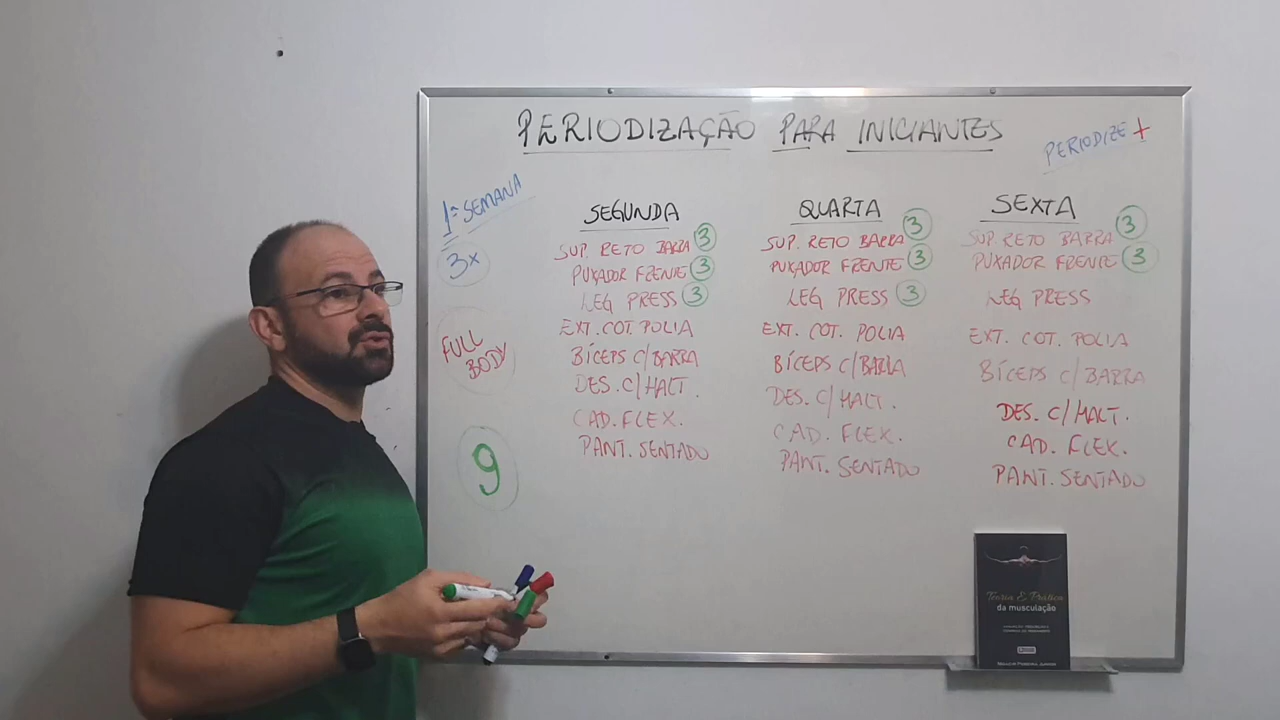 PERIODIZAÇÃO PARA INICIANTES
PERIODIZE +
1ª SEMANA
3x
FULL BODY
9
SEGUNDA
SUP. RETO BARRA 3
PUXADOR FRENTE 3
LEG PRESS 3
EXT. COT. POLIA
BÍCEPS C/BARRA
DES. C/HALT.
CAD. FLEX.
PANT. SENTADO
QUARTA
SUP. RETO BARRA 3
PUXADOR FRENTE 3
LEG PRESS 3
EXT. COT. POLIA
BÍCEPS C/BARRA
DES. C/HALT.
CAD. FLEX.
PANT. SENTADO
SEXTA
SUP. RETO BARRA 3
PUXADOR FRENTE 3
LEG PRESS
EXT. COT. POLIA
BÍCEPS C/BARRA
DES. C/HALT.
CAD. FLEX.
PANT. SENTADO
Teoria E Prática
da musculação